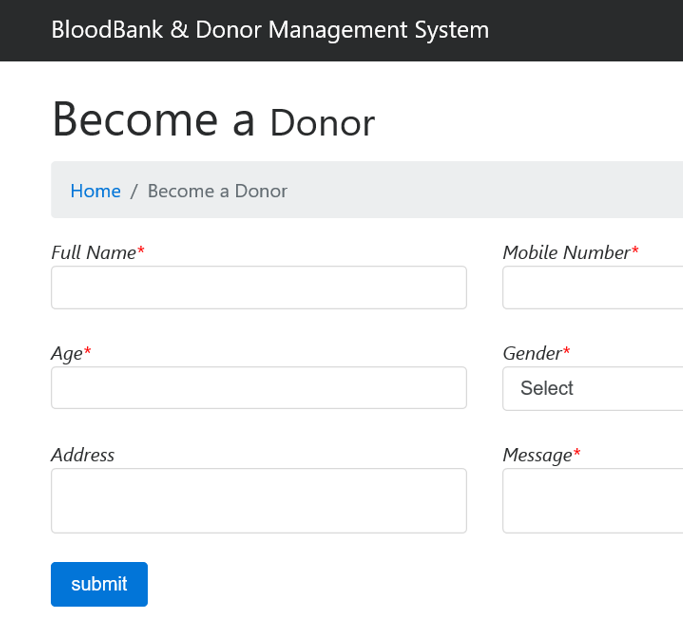 BloodBank & Donor Management System
Become a Donor
Home / Become a Donor
Full Name*
Mobile Number*
Age*
Gender*
Select
Address
Message*
submit